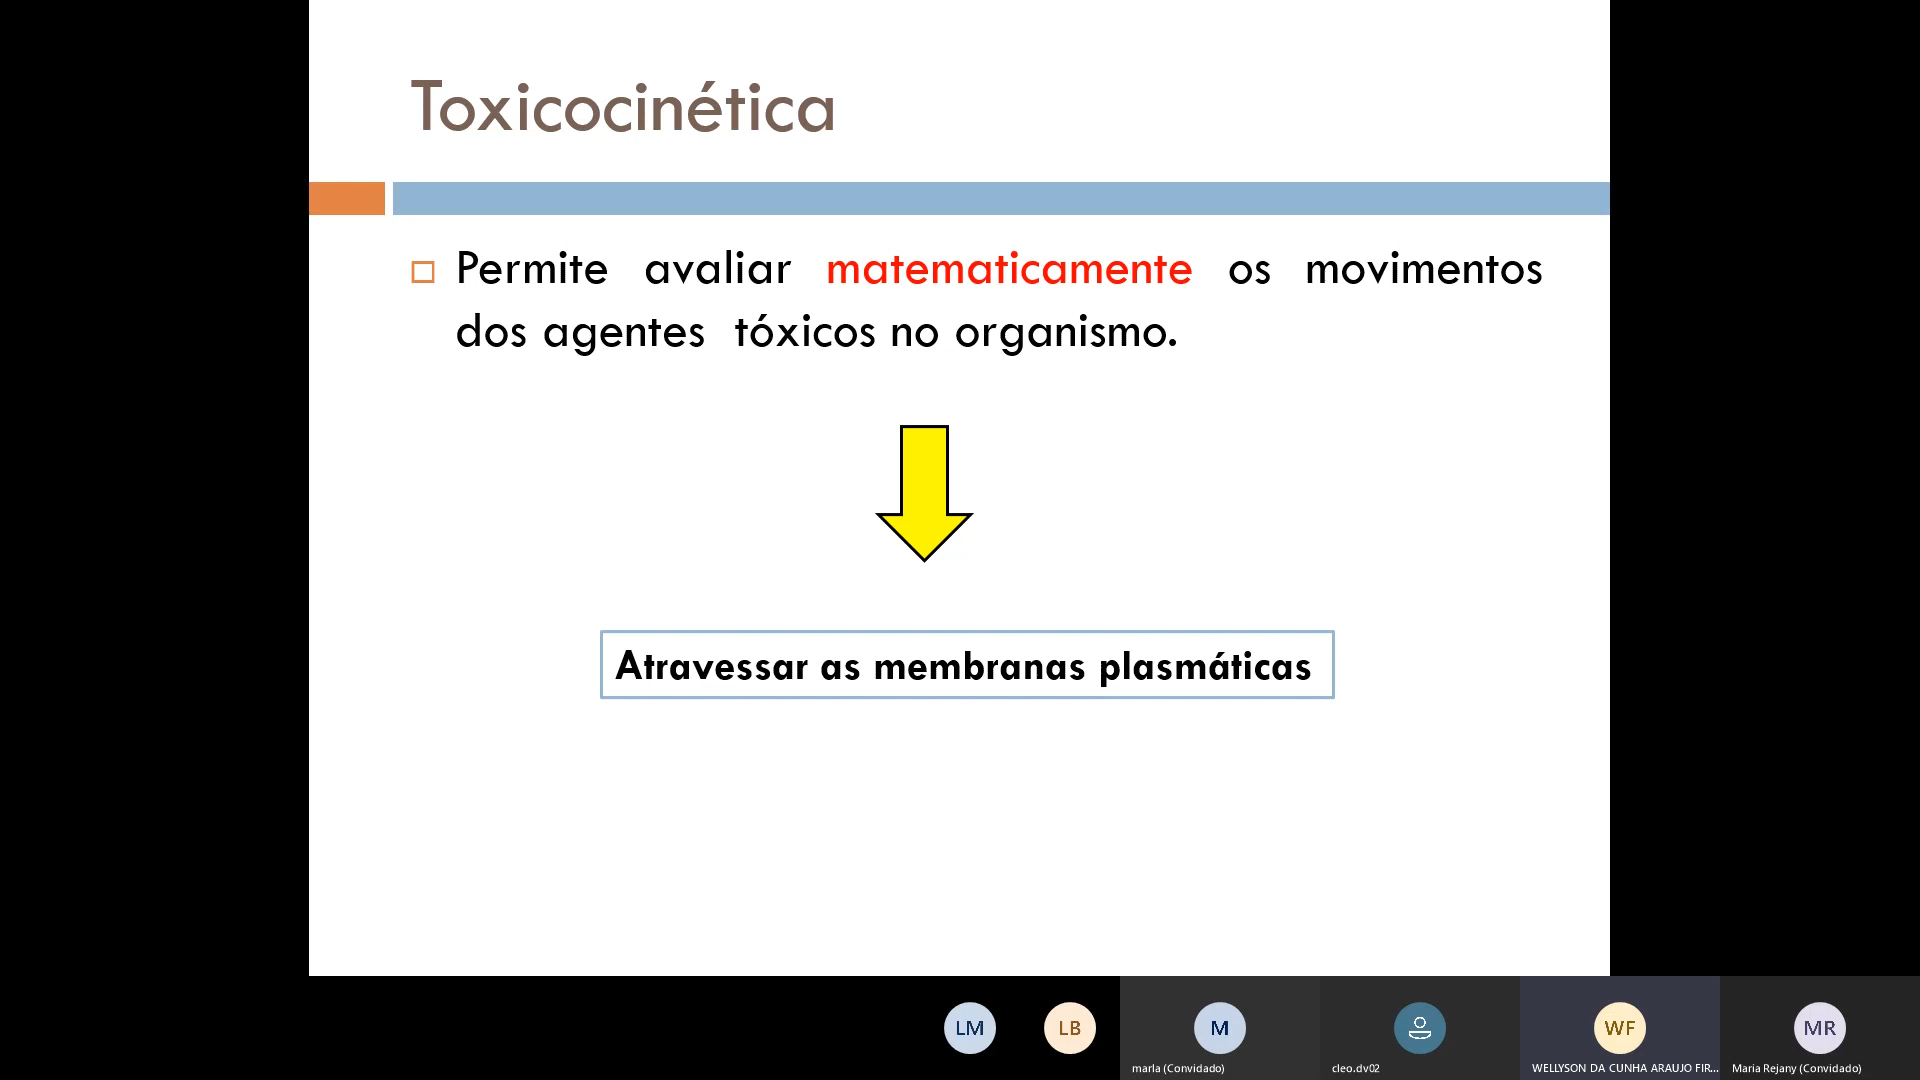 Toxicocinética
Permite avaliar matematicamente os movimentos
dos agentes tóxicos no organismo.
Atravessar as membranas plasmáticas
LM
LB
M
WF
MR
marla (Convidado)
cleo.dv02
WELLYSON DA CUNHA ARAUJO FIR...
Maria Rejany (Convidado)